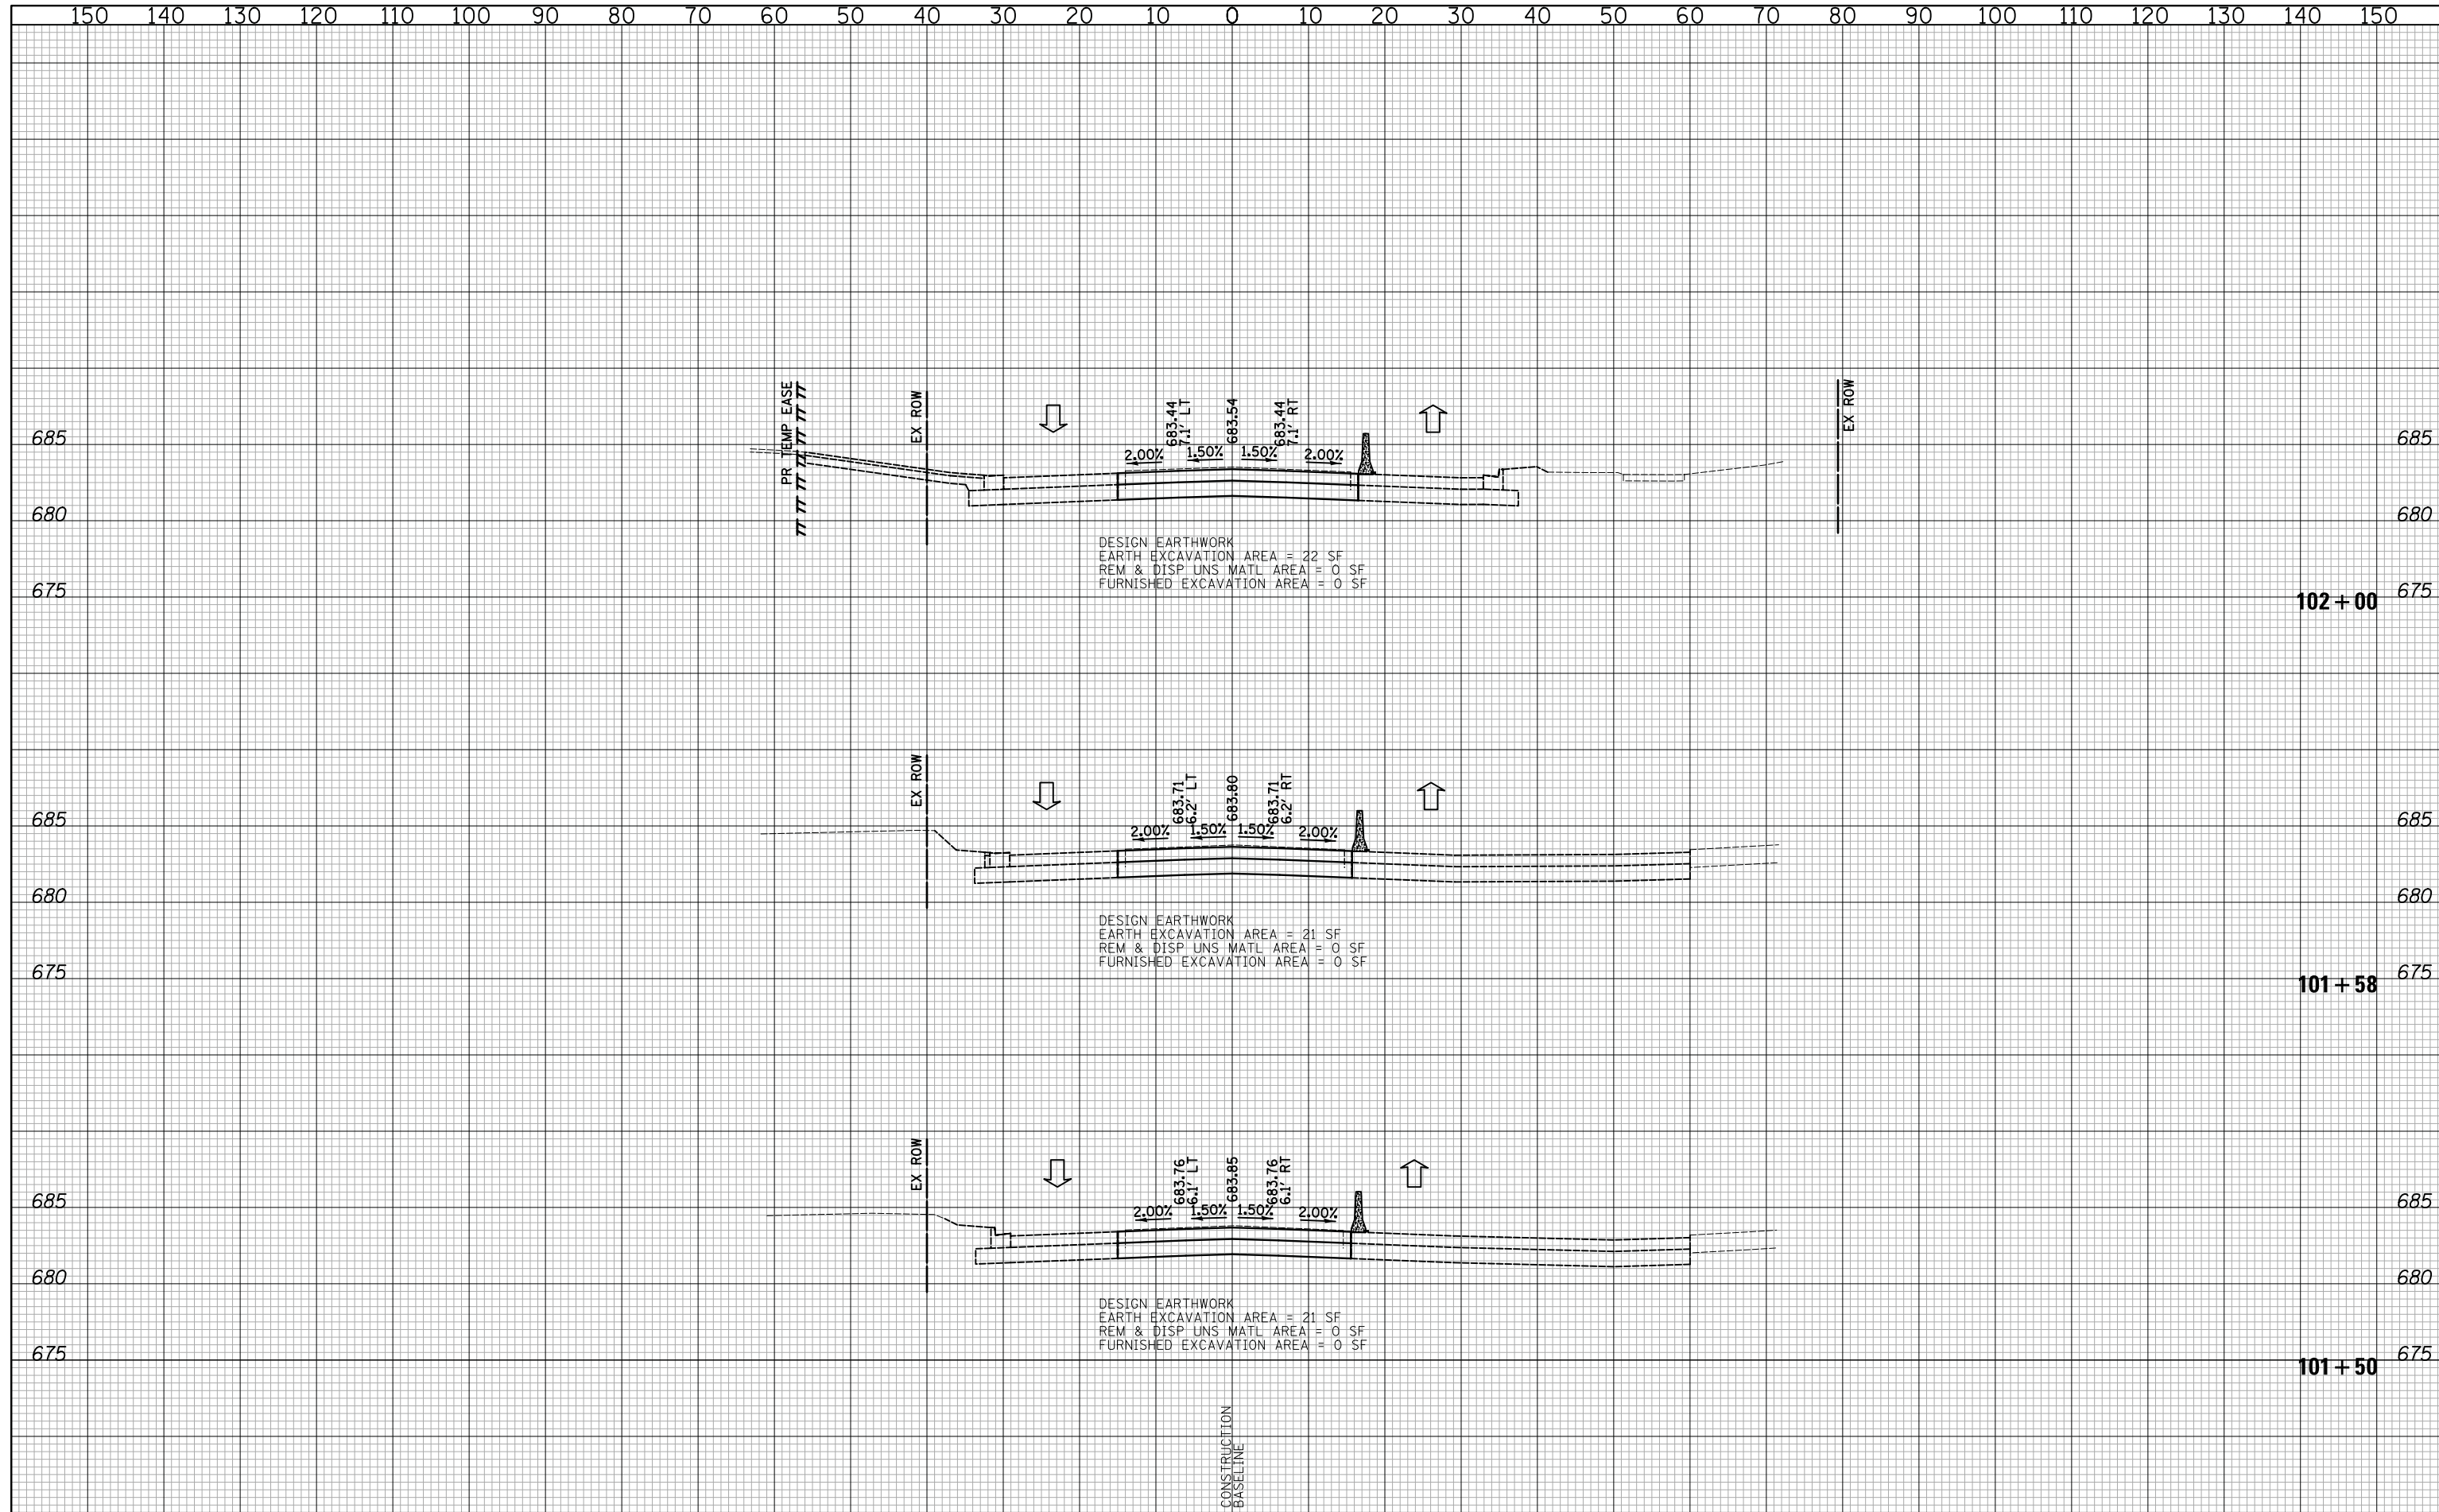 150 140 130 120 110 100 90 80 70 60 50 40 30 20 10 0 10 20 30 40 50 60 70 80 90 100 110 120 130 140 150
PR TEMP EASE
EX ROW
683.44
7.1' LT
683.54
683.44
7.1' RT
EX ROW
2.00% 1.50% 1.50% 2.00%
685 685
680 680
DESIGN EARTHWORK
EARTH EXCAVATION AREA = 22 SF
REM & DISP UNS MATL AREA = 0 SF
FURNISHED EXCAVATION AREA = 0 SF
675 675
102+00
EX ROW
683.71
6.2' LT
683.80
683.71
6.2' RT
2.00% 1.50% 1.50% 2.00%
685 685
680 680
DESIGN EARTHWORK
EARTH EXCAVATION AREA = 21 SF
REM & DISP UNS MATL AREA = 0 SF
FURNISHED EXCAVATION AREA = 0 SF
675 675
101+58
EX ROW
683.76
6.1' LT
683.85
683.76
6.1' RT
2.00% 1.50% 1.50% 2.00%
685 685
680 680
DESIGN EARTHWORK
EARTH EXCAVATION AREA = 21 SF
REM & DISP UNS MATL AREA = 0 SF
FURNISHED EXCAVATION AREA = 0 SF
675 675
101+50
CONSTRUCTION
BASELINE